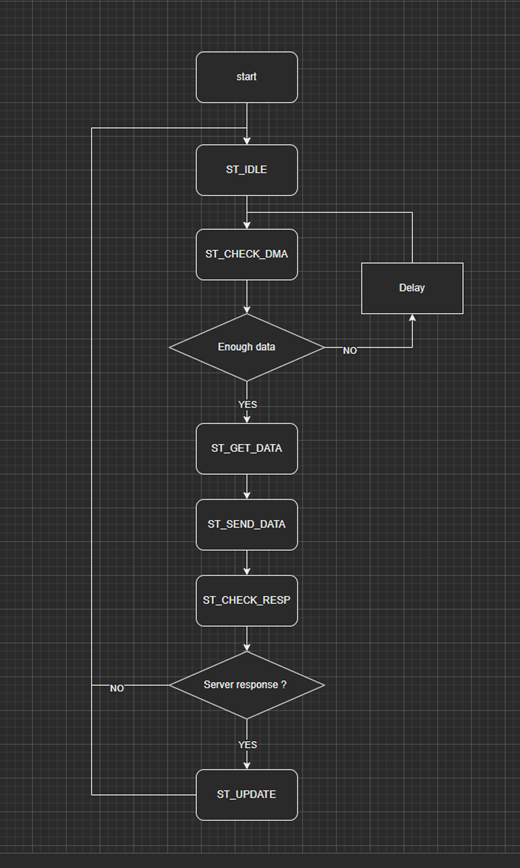 start
ST_IDLE
ST_CHECK_DMA
Delay
Enough data
NO
YES
ST_GET_DATA
ST_SEND_DATA
ST_CHECK_RESP
Server response ?
NO
YES
ST_UPDATE